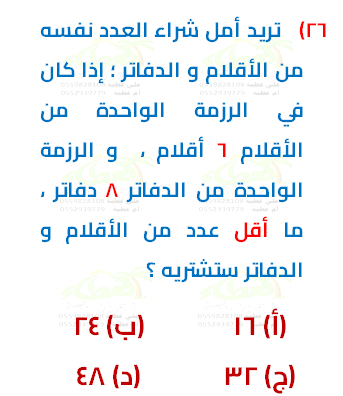 ٢٦) تريد أمل شراء العدد نفسه
من الأقلام و الدفاتر ؛ إذا كان
في الرزمة الواحدة من
الأقلام ٦ أقلام ، و الرزمة
الواحدة من الدفاتر ٨ دفاتر ،
ما أقل عدد من الأقلام و
الدفاتر ستشتريه ؟
(أ) ١٦ (ب) ٢٤
(ج) ٣٢ (د) ٤٨